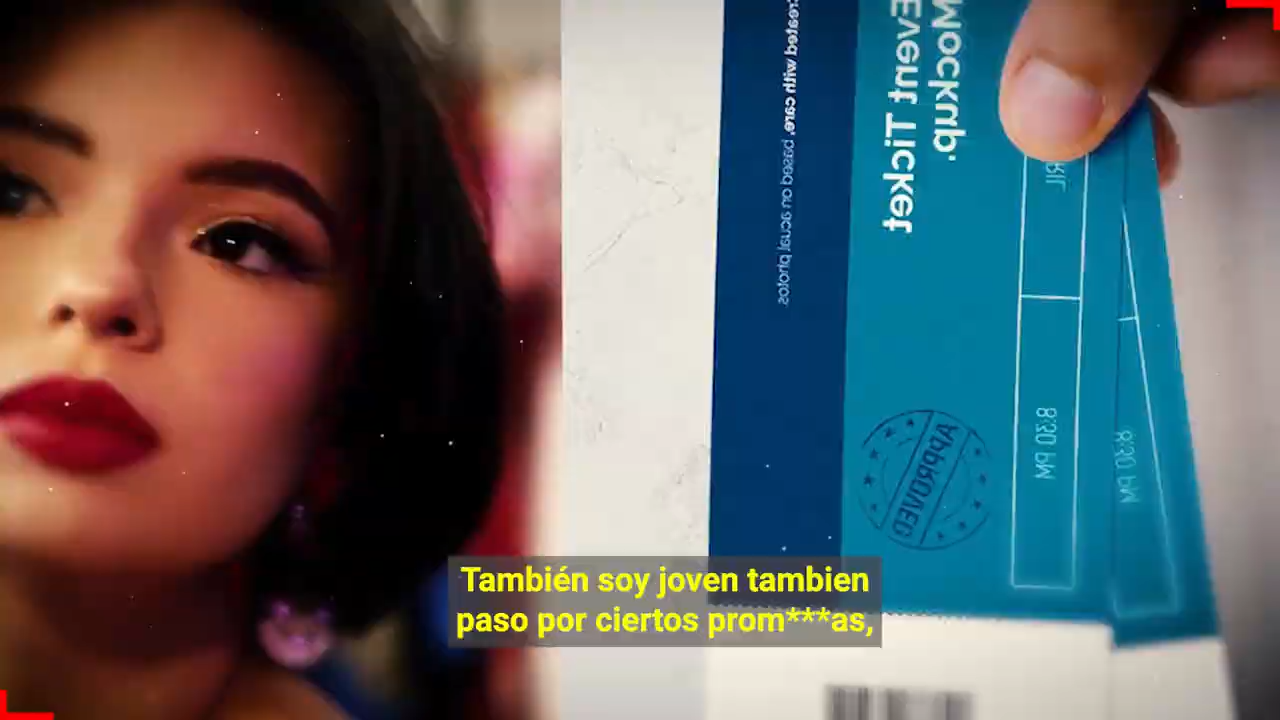 Mockup.
Event Ticket
created with care, based on acual photos.
RIL
8:30 PM
8:30 PM
APPROVED
También soy joven tambien
paso por ciertos prom***as,